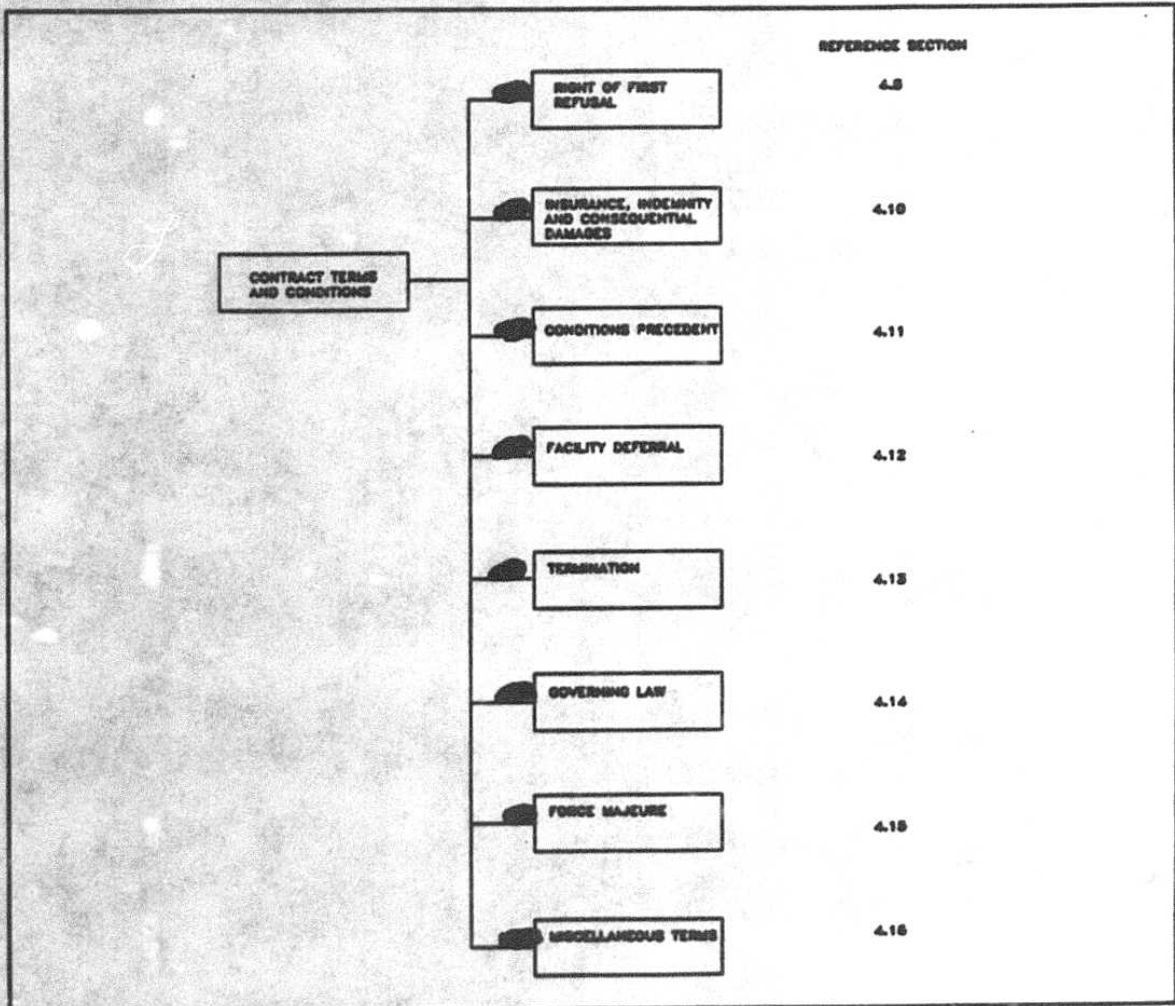 REFERENCE SECTION
RIGHT OF FIRST
REFUSAL
INSURANCE, INDEMNITY
AND CONSEQUENTIAL
DAMAGES
4.10
CONTRACT TERMS
AND CONDITIONS
CONDITIONS PRECEDENT
4.11
FACILITY DEFERRAL
4.12
TERMINATION
4.13
GOVERNING LAW
4.14
FORCE MAJEURE
4.15
MISCELLANEOUS TERMS
4.16